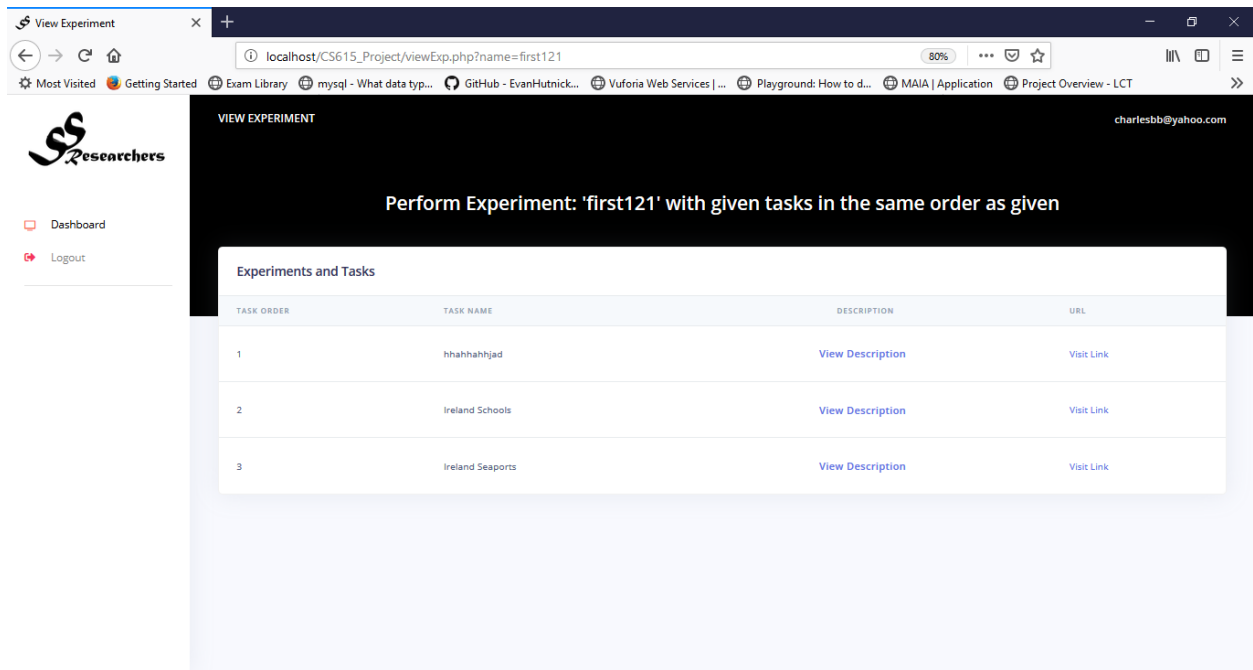 View Experiment
localhost/CS615_Project/viewExp.php?name=first121
80%
Most Visited Getting Started Exam Library mysql - What data typ... GitHub - EvanHutnick... Vuforia Web Services | ... Playground: How to d... MAIA | Application Project Overview - LCT
SS Researchers
VIEW EXPERIMENT charlesbb@yahoo.com
Perform Experiment: 'first121' with given tasks in the same order as given
Dashboard
Logout
Experiments and Tasks
TASK ORDER TASK NAME DESCRIPTION URL
1 hhahhahhjad View Description Visit Link
2 Ireland Schools View Description Visit Link
3 Ireland Seaports View Description Visit Link